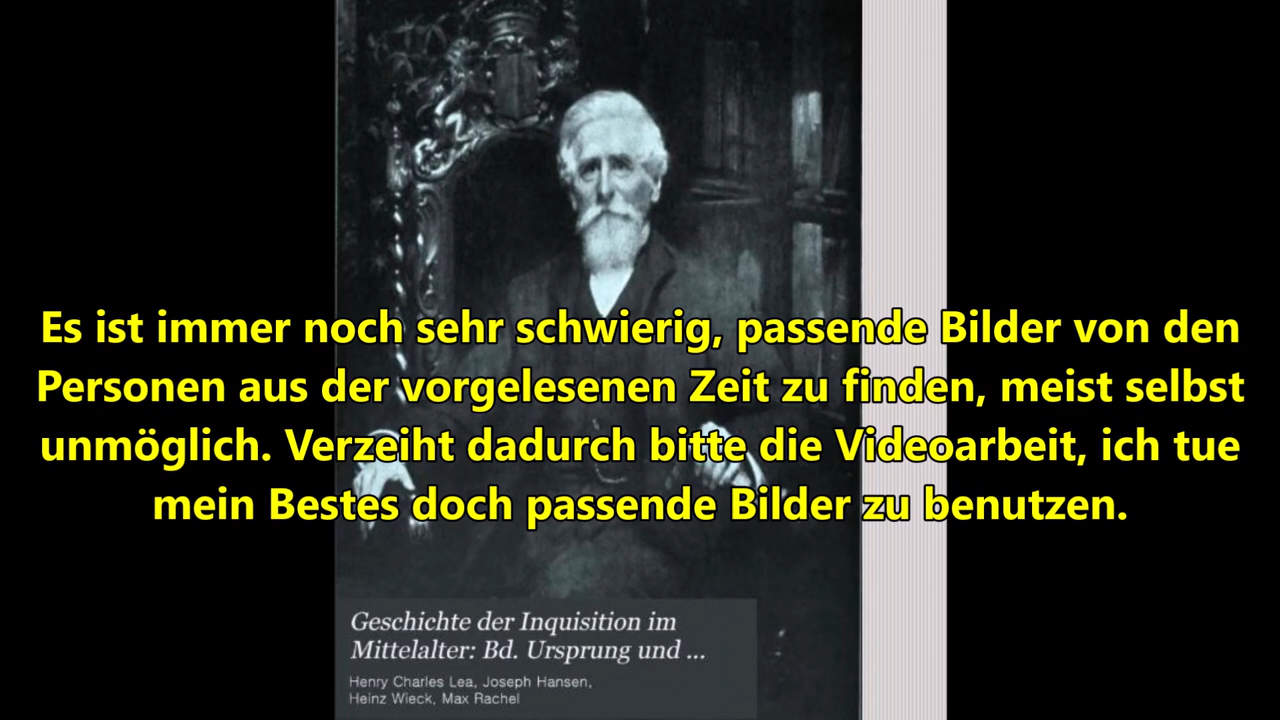 Es ist immer noch sehr schwierig, passende Bilder von den
Personen aus der vorgelesenen Zeit zu finden, meist selbst
unmöglich. Verzeiht dadurch bitte die Videoarbeit, ich tue
mein Bestes doch passende Bilder zu benutzen.
Geschichte der Inquisition im
Mittelalter: Bd. Ursprung und ...
Henry Charles Lea, Joseph Hansen,
Heinz Wieck, Max Rachel